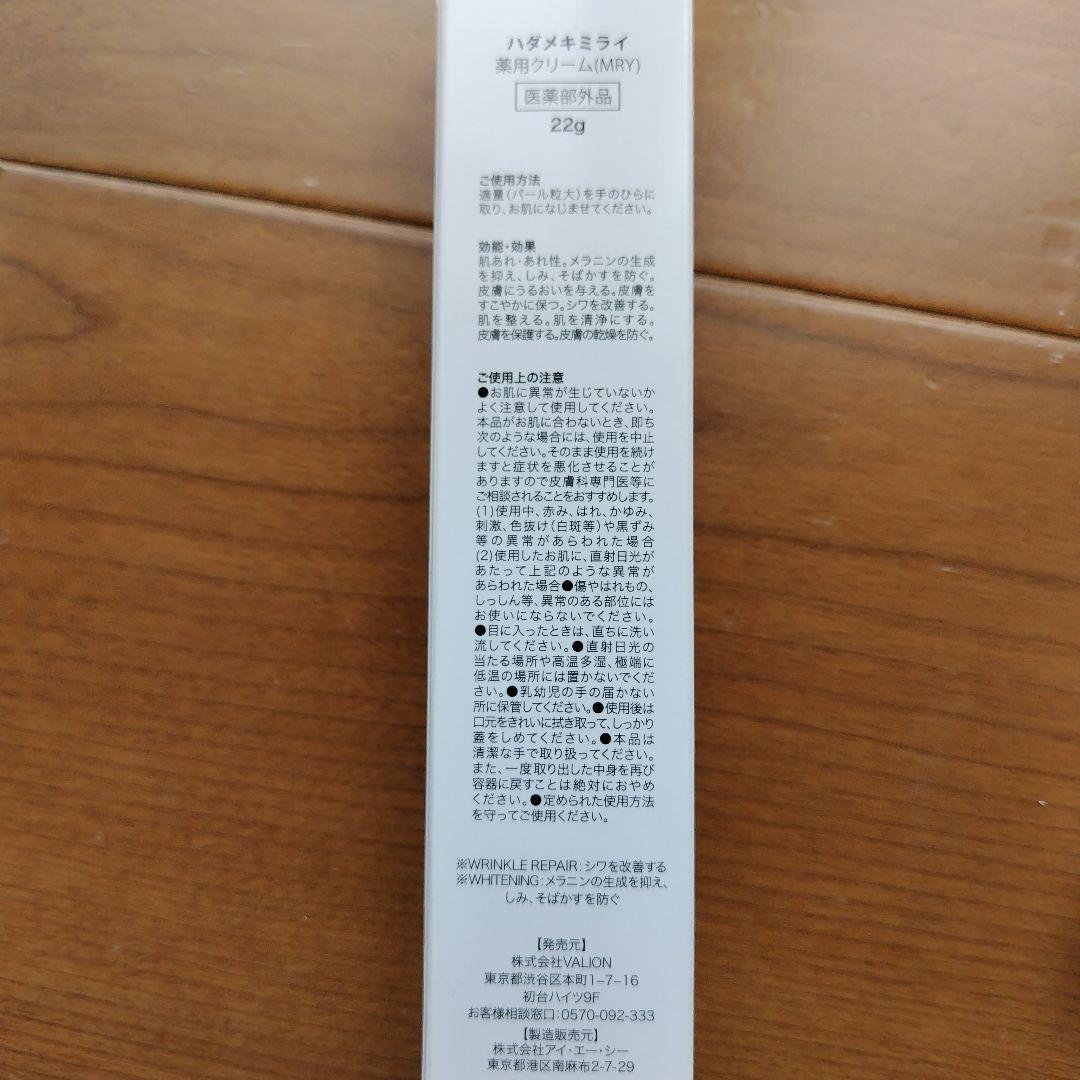 ハダメキミライ
薬用クリーム(MRY)
医薬部外品
22g
ご使用方法
適量(パール粒大)を手のひらに
取り、お肌になじませてください。
効能・効果
肌あれ・あれ性。メラニンの生成
を抑え、しみ、そばかすを防ぐ。
皮膚にうるおいを与える。皮膚を
すこやかに保つ。シワを改善する。
肌を整える。肌を清浄にする。
皮膚を保護する。皮膚の乾燥を防ぐ。
ご使用上の注意
●お肌に異常が生じていないか
よく注意して使用してください。
本品がお肌に合わないとき、即ち
次のような場合には、使用を中止
してください。そのまま使用を続け
ますと症状を悪化させることが
ありますので皮膚科専門医等に
ご相談されることをおすすめします。
(1)使用中、赤み、はれ、かゆみ、
刺激、色抜け(白斑等)や黒ずみ
等の異常があらわれた場合
(2)使用したお肌に、直射日光が
あたって上記のような異常が
あらわれた場合●傷やはれもの、
しっしん等、異常のある部位には
お使いにならないでください。
●目に入ったときは、直ちに洗い
流してください。●直射日光の
当たる場所や高温多湿、極端に
低温の場所には置かないでくだ
さい。●乳幼児の手の届かない
所に保管してください。●使用後は
口元をきれいに拭き取って、しっかり
蓋をしめてください。●本品は
清潔な手で取り扱ってください。
また、一度取り出した中身を再び
容器に戻すことは絶対におやめ
ください。●定められた使用方法
を守ってご使用ください。
※WRINKLE REPAIR:シワを改善する
※WHITENING:メラニンの生成を抑え、
しみ、そばかすを防ぐ
【発売元】
株式会社VALION
東京都渋谷区本町1-7-16
初台ハイツ9F
お客様相談窓口:0570-092-333
【製造販売元】
株式会社アイ・エー・シー
東京都港区南麻布2-7-29